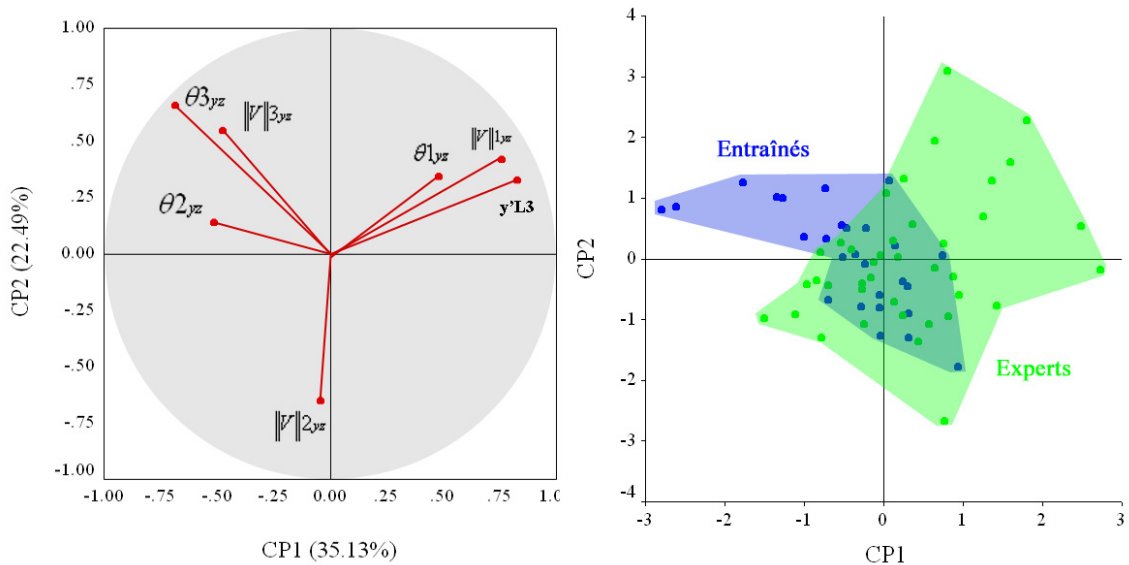 1.00
.75
.50
.25
0.00
-.25
-.50
-.75
-1.00
CP2 (22.49%)
θ3yz
‖V‖3yz
θ2yz
θ1yz
‖V‖1yz
y'L3
‖V‖2yz
-1.00 -.75 -.50 -.25 0.00 .25 .50 .75 1.0
CP1 (35.13%)
4
3
2
1
0
-1
-2
-3
-4
CP2
Entraînés
Experts
-3 -2 -1 0 1 2 3
CP1